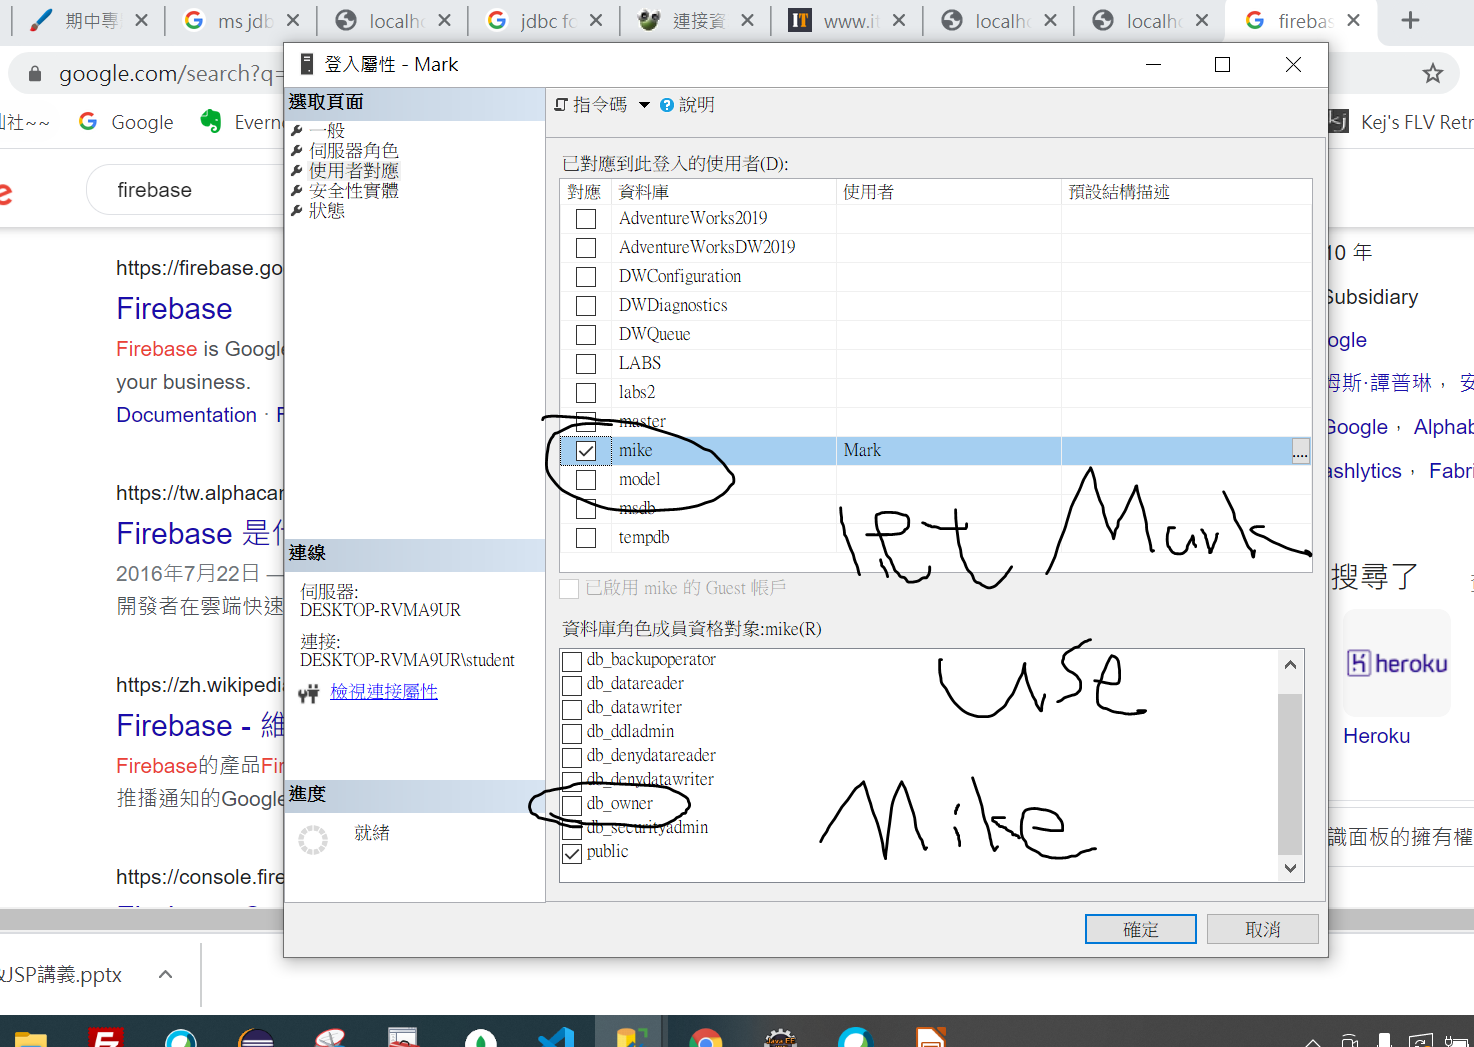 期中專
ms jdb
localh
jdbc fo
連接資
www.it
localh
localh
firebas
google.com/search?q=
登入屬性 - Mark
山社~~
Google
Evern
Kej's FLV Retr
firebase
選取頁面
一般
伺服器角色
使用者對應
安全性實體
狀態
指令碼
說明
已對應到此登入的使用者(D):
對應 資料庫 使用者 預設結構描述
AdventureWorks2019
AdventureWorksDW2019
DWConfiguration
DWDiagnostics
DWQueue
LABS
labs2
master
mike Mark ....
model
msdb
tempdb
let Mark
已啟用 mike 的 Guest 帳戶
資料庫角色成員資格對象:mike(R)
db_backupoperator
db_datareader
db_datawriter
db_ddladmin
db_denydatareader
db_denydatawriter
db_owner
db_securityadmin
public
use
Mike
連線
伺服器:
DESKTOP-RVMA9UR
連接:
DESKTOP-RVMA9UR\student
檢視連接屬性
進度
就緒
確定
取消
https://firebase.go
Firebase
Firebase is Google
your business.
Documentation · F
https://tw.alphacar
Firebase 是什
2016年7月22日 —
開發者在雲端快速
https://zh.wikipedia
Firebase - 維
Firebase的產品Fir
推播通知的Google
https://console.fire
10 年
Subsidiary
ogle
姆斯·譚普琳， 安
Google， Alphab
ashlytics， Fabri
搜尋了
heroku
Heroku
識面板的擁有權
JSP講義.pptx